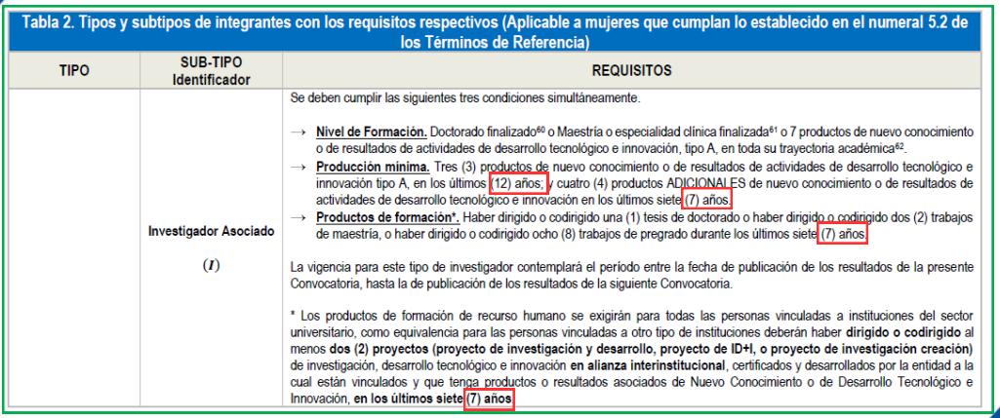 Tabla 2. Tipos y subtipos de integrantes con los requisitos respectivos (Aplicable a mujeres que cumplan lo establecido en el numeral 5.2 de
los Términos de Referencia)
TIPO
SUB-TIPO
Identificador
REQUISITOS
Investigador Asociado
(I)
Se deben cumplir las siguientes tres condiciones simultáneamente.
→ Nivel de Formación. Doctorado finalizado⁶⁰ o Maestría o especialidad clínica finalizada⁶¹ o 7 productos de nuevo conocimiento
o de resultados de actividades de desarrollo tecnológico e innovación, tipo A, en toda su trayectoria académica⁶².
→ Producción mínima. Tres (3) productos de nuevo conocimiento o de resultados de actividades de desarrollo tecnológico e
innovación tipo A, en los últimos (12) años; y cuatro (4) productos ADICIONALES de nuevo conocimiento o de resultados de
actividades de desarrollo tecnológico e innovación en los últimos siete (7) años.
→ Productos de formación*. Haber dirigido o codirigido una (1) tesis de doctorado o haber dirigido o codirigido dos (2) trabajos
de maestría, o haber dirigido o codirigido ocho (8) trabajos de pregrado durante los últimos siete (7) años.
La vigencia para este tipo de investigador contemplará el período entre la fecha de publicación de los resultados de la presente
Convocatoria, hasta la de publicación de los resultados de la siguiente Convocatoria.
* Los productos de formación de recurso humano se exigirán para todas las personas vinculadas a instituciones del sector
universitario, como equivalencia para las personas vinculadas a otro tipo de instituciones deberán haber dirigido o codirigido al
menos dos (2) proyectos (proyecto de investigación y desarrollo, proyecto de ID+I, o proyecto de investigación creación)
de investigación, desarrollo tecnológico e innovación en alianza interinstitucional, certificados y desarrollados por la entidad a la
cual están vinculados y que tenga productos o resultados asociados de Nuevo Conocimiento o de Desarrollo Tecnológico e
Innovación, en los últimos siete (7) años